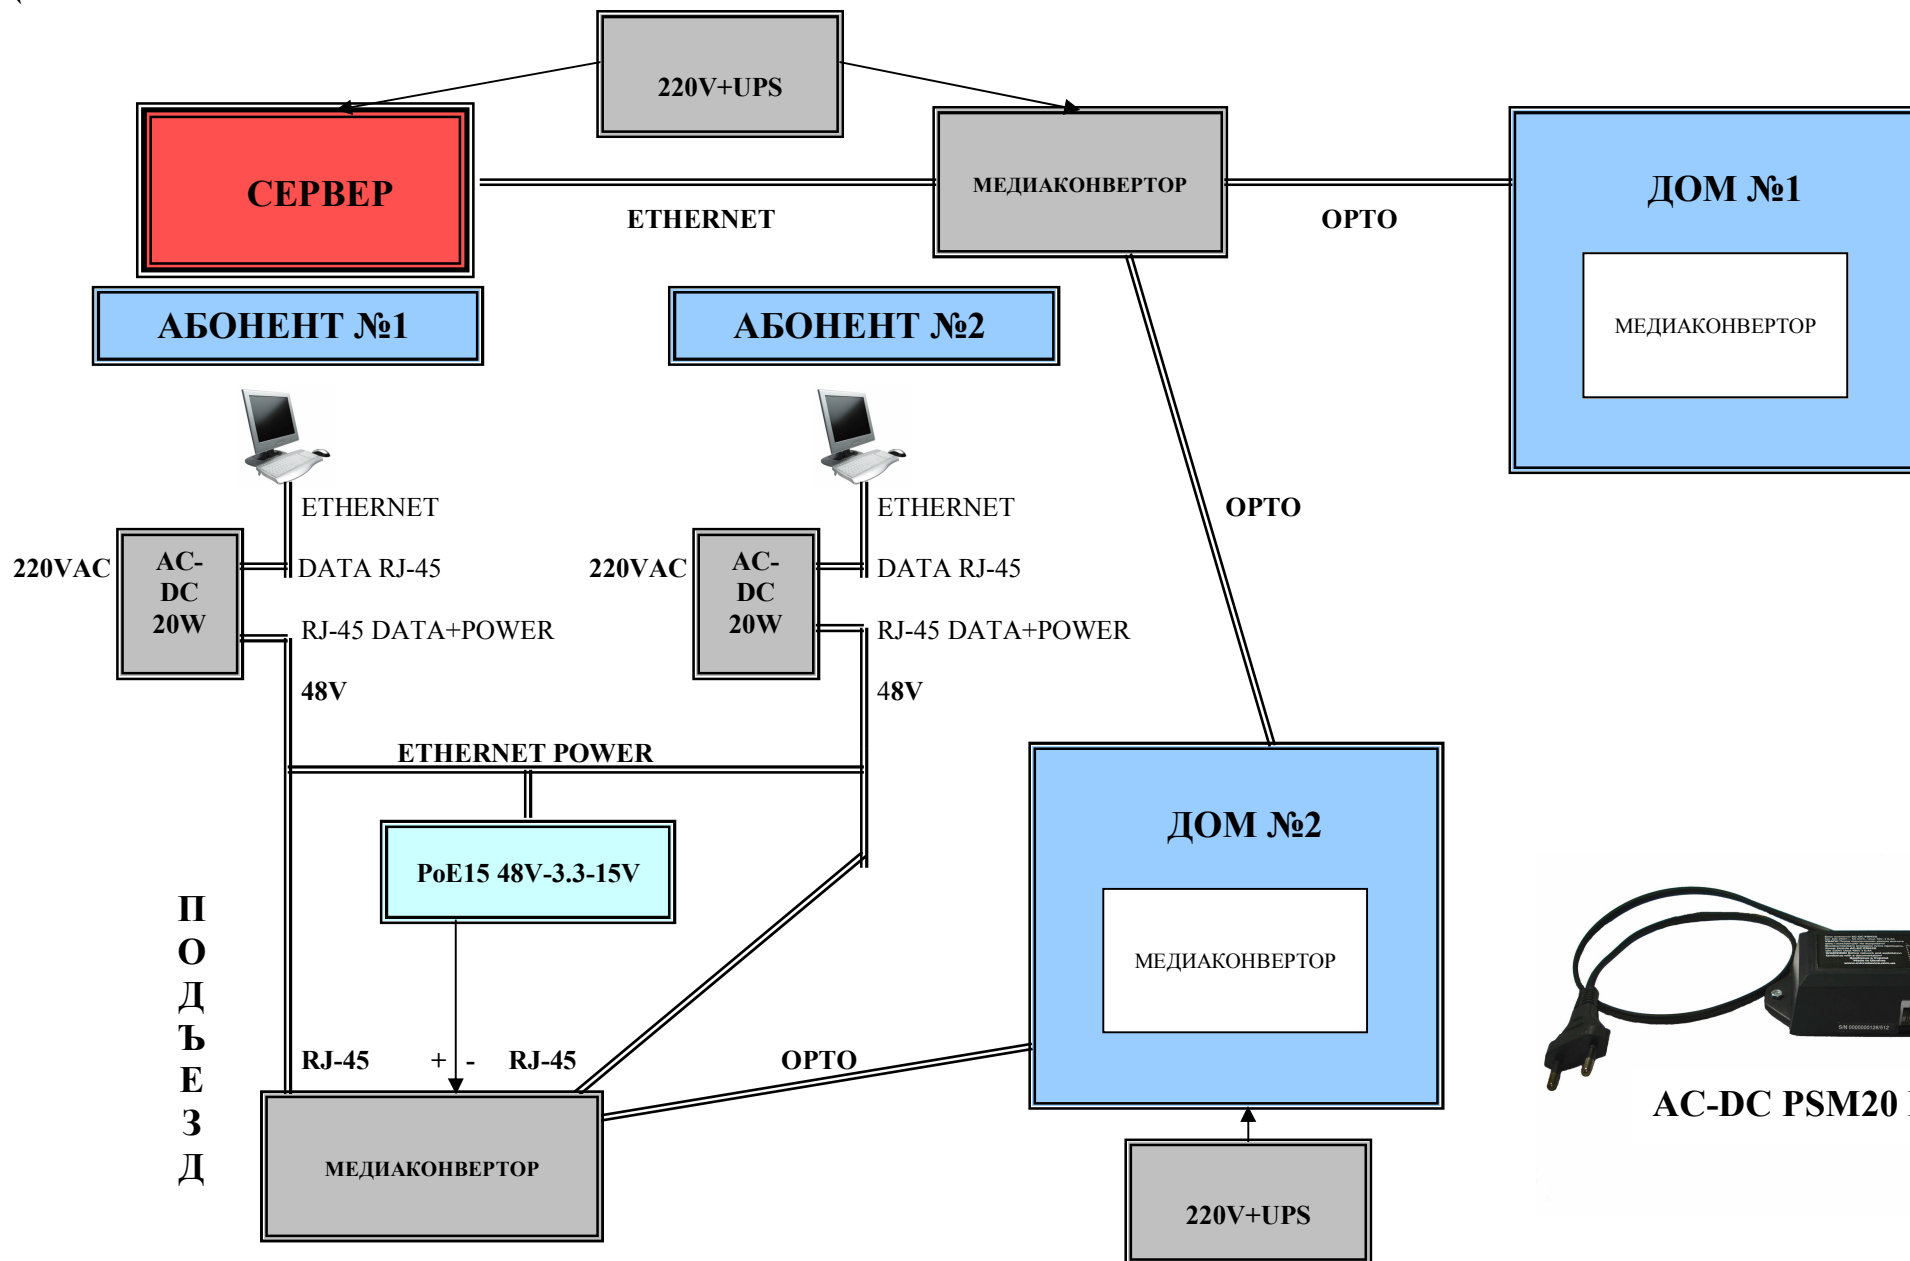 220V+UPS
СЕРВЕР
МЕДИАКОНВЕРТОР
ДОМ №1
ETHERNET
OPTO
МЕДИАКОНВЕРТОР
АБОНЕНТ №1
АБОНЕНТ №2
ETHERNET
ETHERNET
OPTO
220VAC
AC-
DC
20W
DATA RJ-45
RJ-45 DATA+POWER
48V
220VAC
AC-
DC
20W
DATA RJ-45
RJ-45 DATA+POWER
48V
ETHERNET POWER
PoE15 48V-3.3-15V
ДОМ №2
МЕДИАКОНВЕРТОР
П
О
Д
Ъ
Е
З
Д
RJ-45
+ -
RJ-45
OPTO
МЕДИАКОНВЕРТОР
220V+UPS
AC-DC PSM20